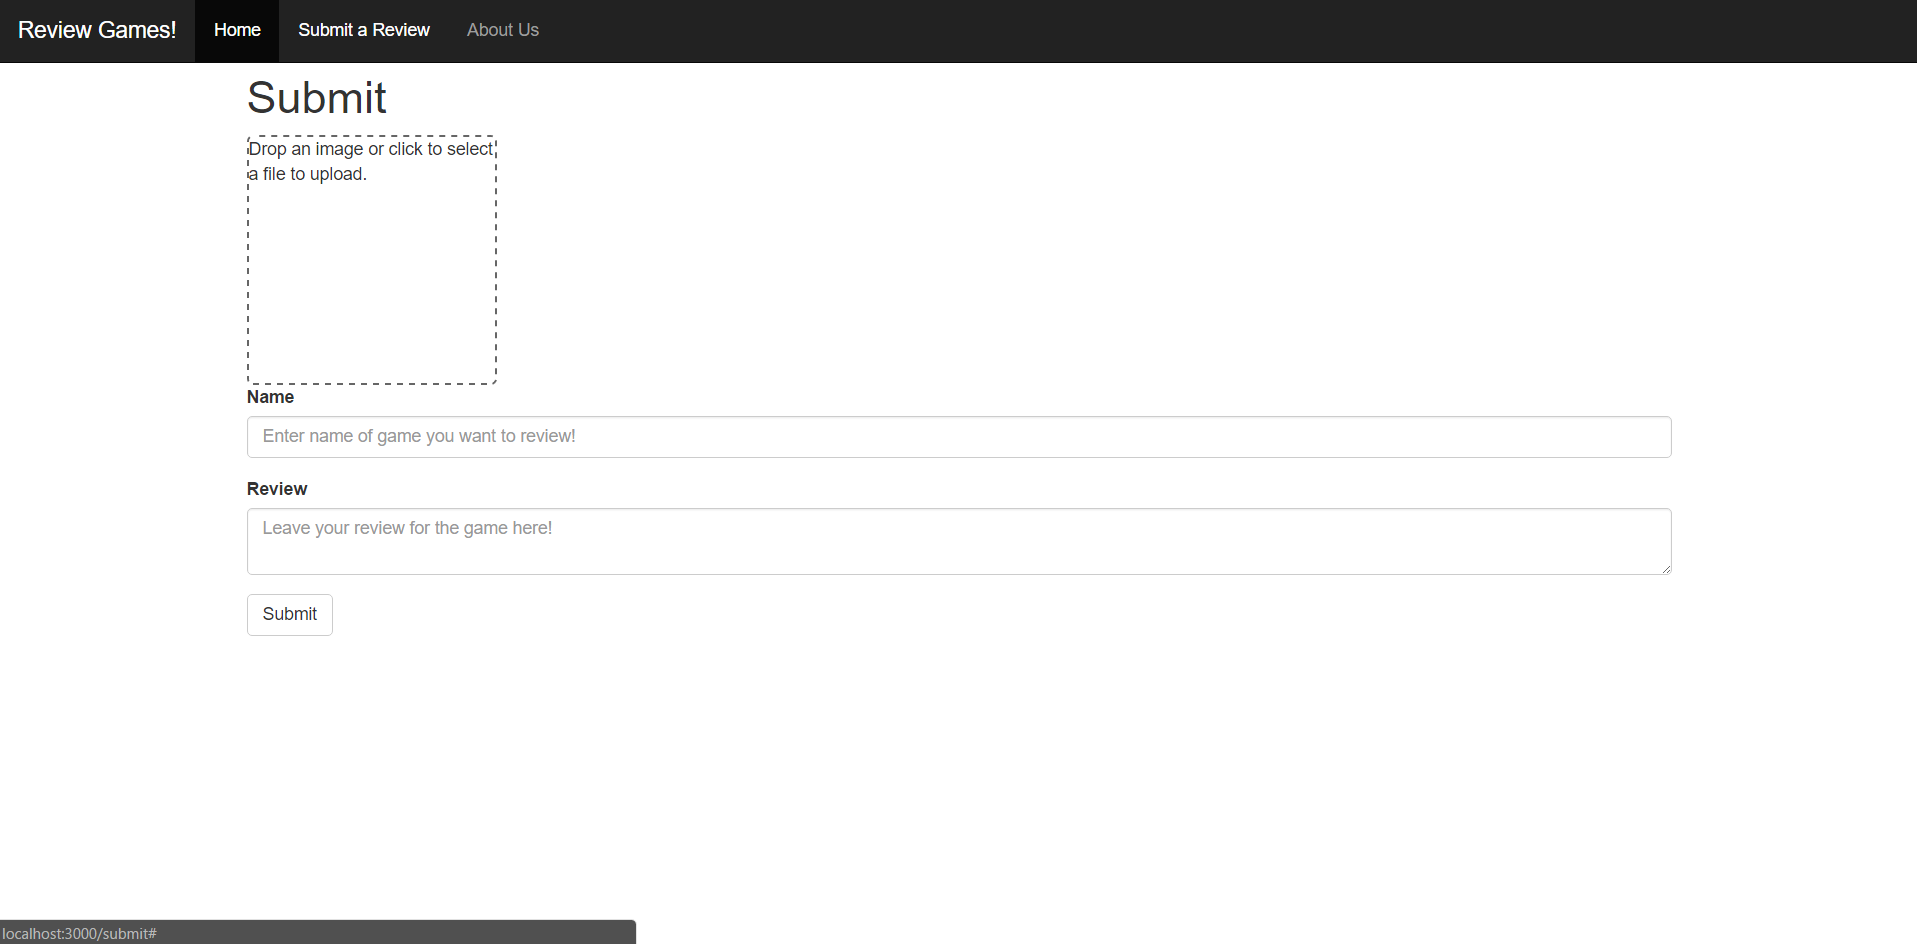 Review Games! Home Submit a Review About Us
Submit
Drop an image or click to select
a file to upload.
Name
Enter name of game you want to review!
Review
Leave your review for the game here!
Submit
localhost:3000/submit#